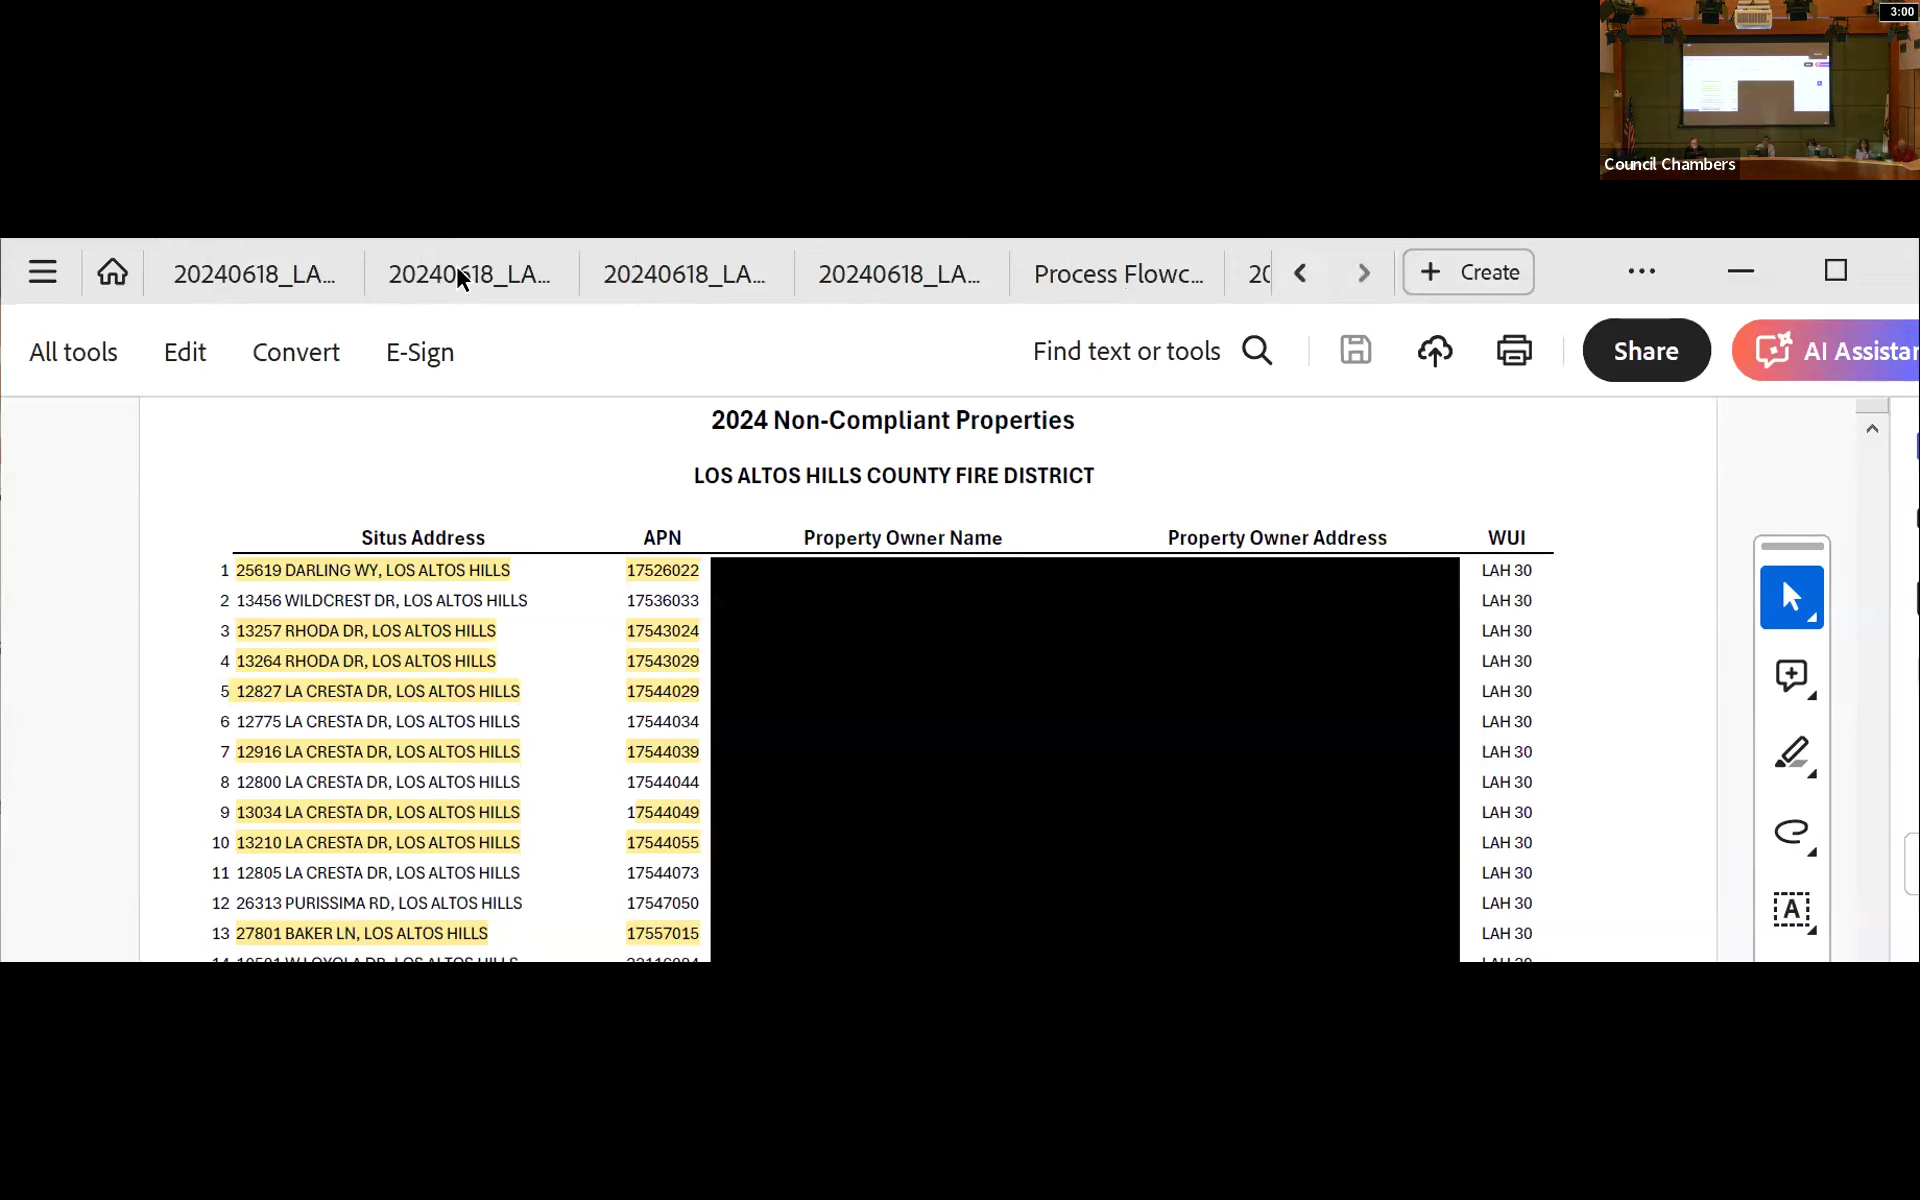 3:00
Council Chambers
20240618_LA... 20240618_LA... 20240618_LA... 20240618_LA... Process Flowc... 20 Create
All tools Edit Convert E-Sign Find text or tools Share AI Assistar
2024 Non-Compliant Properties
LOS ALTOS HILLS COUNTY FIRE DISTRICT
Situs Address APN Property Owner Name Property Owner Address WUI
1 25619 DARLING WY, LOS ALTOS HILLS 17526022 LAH 30
2 13456 WILDCREST DR, LOS ALTOS HILLS 17536033 LAH 30
3 13257 RHODA DR, LOS ALTOS HILLS 17543024 LAH 30
4 13264 RHODA DR, LOS ALTOS HILLS 17543029 LAH 30
5 12827 LA CRESTA DR, LOS ALTOS HILLS 17544029 LAH 30
6 12775 LA CRESTA DR, LOS ALTOS HILLS 17544034 LAH 30
7 12916 LA CRESTA DR, LOS ALTOS HILLS 17544039 LAH 30
8 12800 LA CRESTA DR, LOS ALTOS HILLS 17544044 LAH 30
9 13034 LA CRESTA DR, LOS ALTOS HILLS 17544049 LAH 30
10 13210 LA CRESTA DR, LOS ALTOS HILLS 17544055 LAH 30
11 12805 LA CRESTA DR, LOS ALTOS HILLS 17544073 LAH 30
12 26313 PURISSIMA RD, LOS ALTOS HILLS 17547050 LAH 30
13 27801 BAKER LN, LOS ALTOS HILLS 17557015 LAH 30